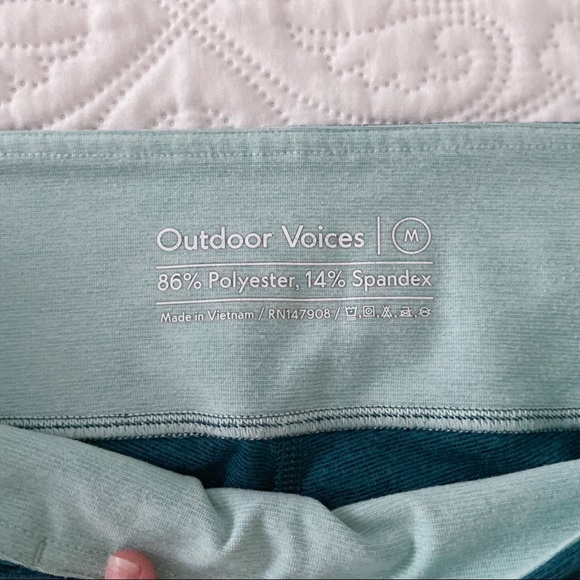 Outdoor Voices | M
86% Polyester, 14% Spandex
Made in Vietnam / RN147908 /